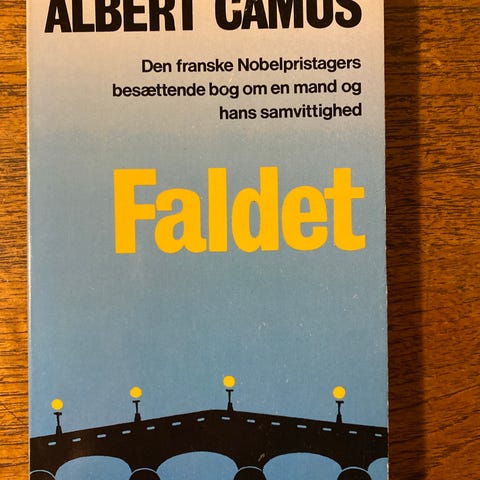 ALBERT CAMUS
Den franske Nobelpristagers
besættende bog om en mand og
hans samvittighed
Faldet